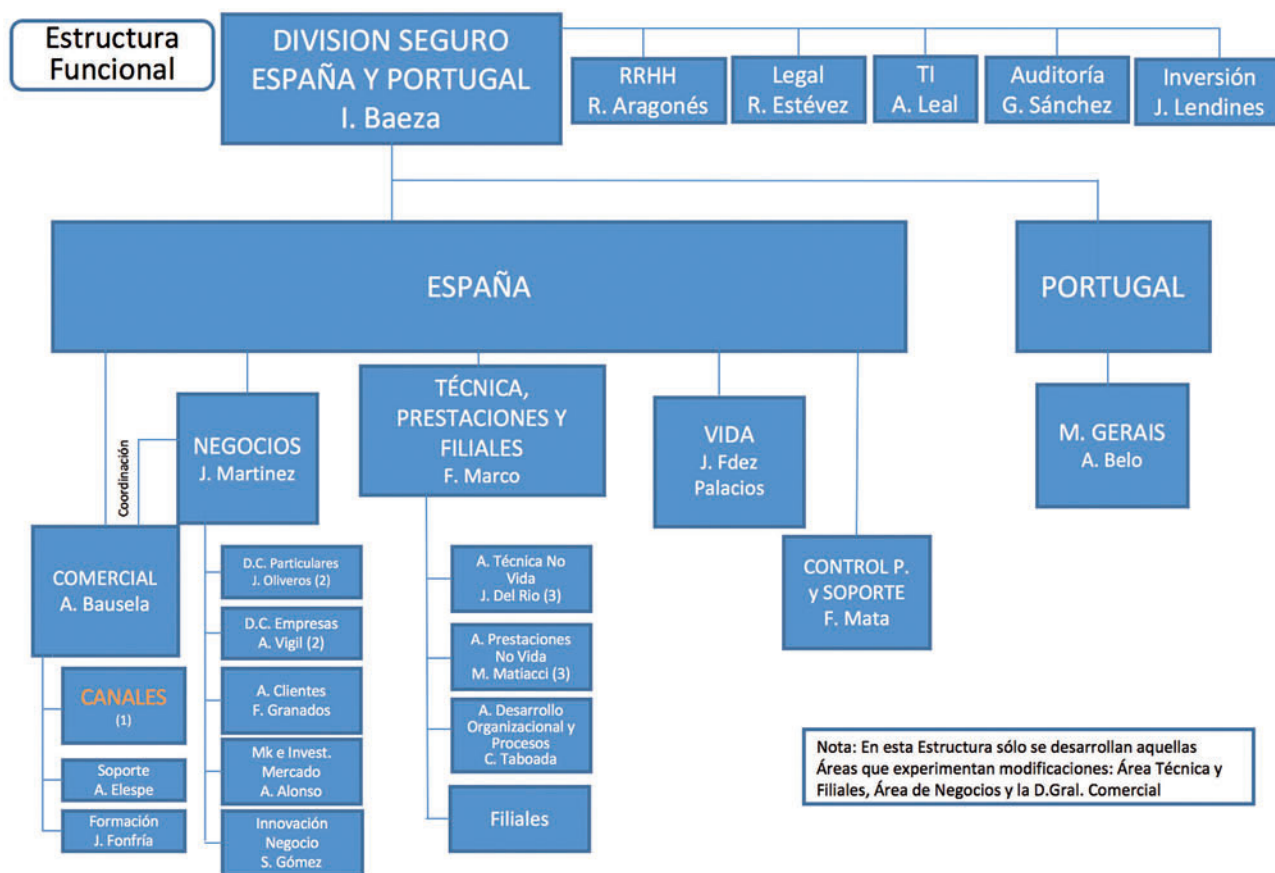 Estructura
Funcional
DIVISION SEGURO
ESPAÑA Y PORTUGAL
I. Baeza
RRHH
R. Aragonés
Legal
R. Estévez
TI
A. Leal
Auditoría
G. Sánchez
Inversión
J. Lendines
ESPAÑA
PORTUGAL
Coordinación
COMERCIAL
A. Bausela
CANALES
(1)
Soporte
A. Elespe
Formación
J. Fonfría
NEGOCIOS
J. Martinez
D.C. Particulares
J. Oliveros (2)
D.C. Empresas
A. Vigil (2)
A. Clientes
F. Granados
Mk e Invest.
Mercado
A. Alonso
Innovación
Negocio
S. Gómez
TÉCNICA,
PRESTACIONES Y
FILIALES
F. Marco
A. Técnica No
Vida
J. Del Rio (3)
A. Prestaciones
No Vida
M. Matiacci (3)
A. Desarrollo
Organizacional y
Procesos
C. Taboada
Filiales
VIDA
J. Fdez
Palacios
CONTROL P.
y SOPORTE
F. Mata
M. GERAIS
A. Belo
Nota: En esta Estructura sólo se desarrollan aquellas
Áreas que experimentan modificaciones: Área Técnica y
Filiales, Área de Negocios y la D.Gral. Comercial